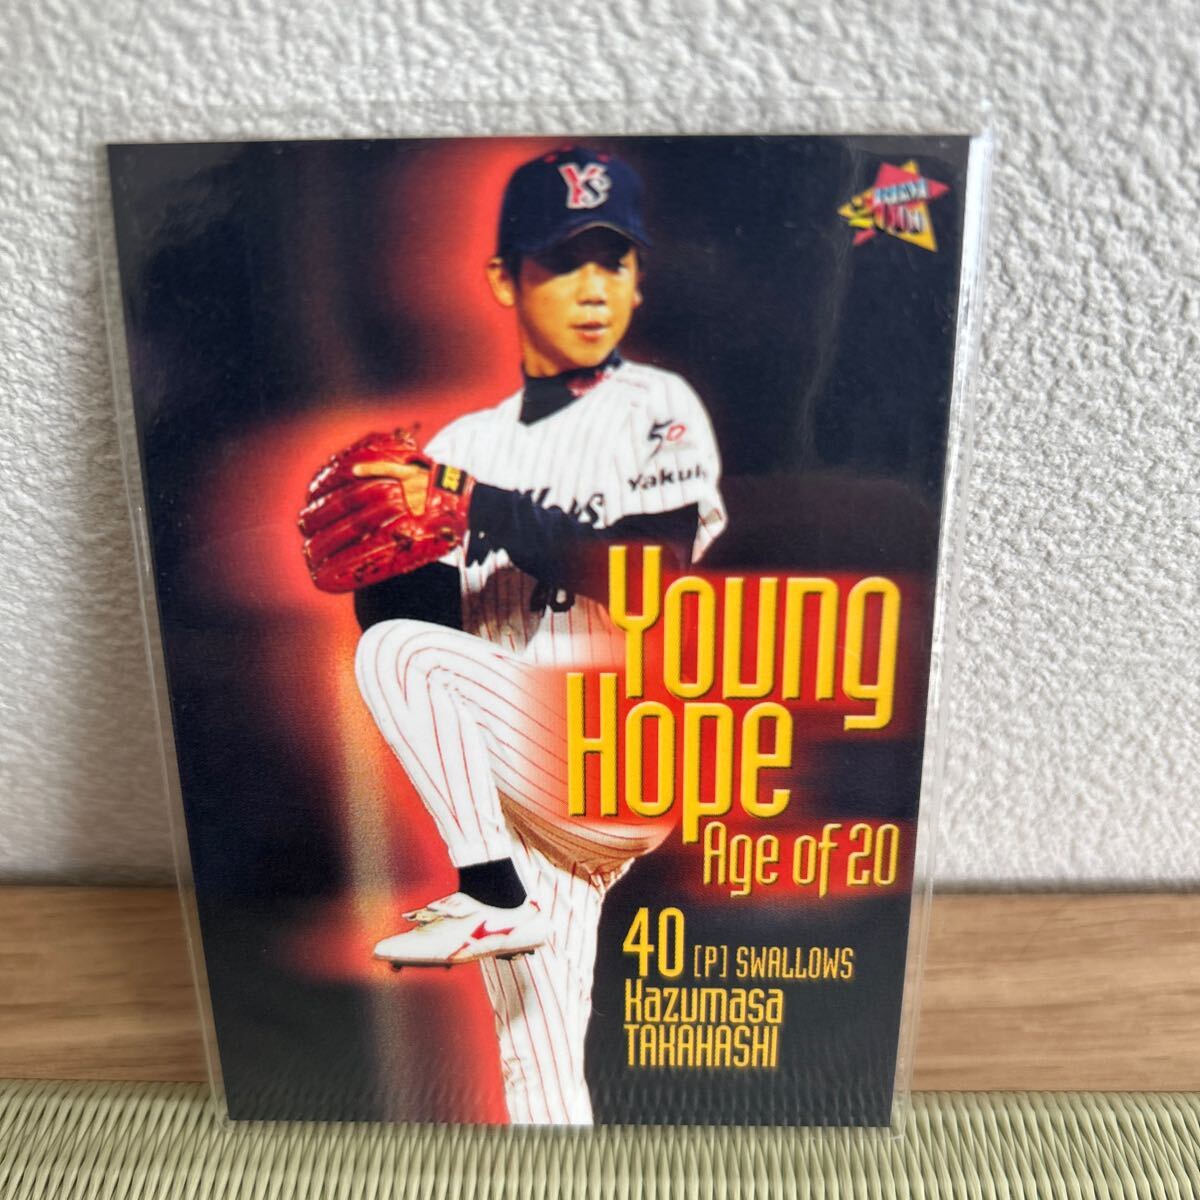 YS
50
Yakult
Young
Hope
Age of 20
40 [P] SWALLOWS
Kazumasa
TAKAHASHI